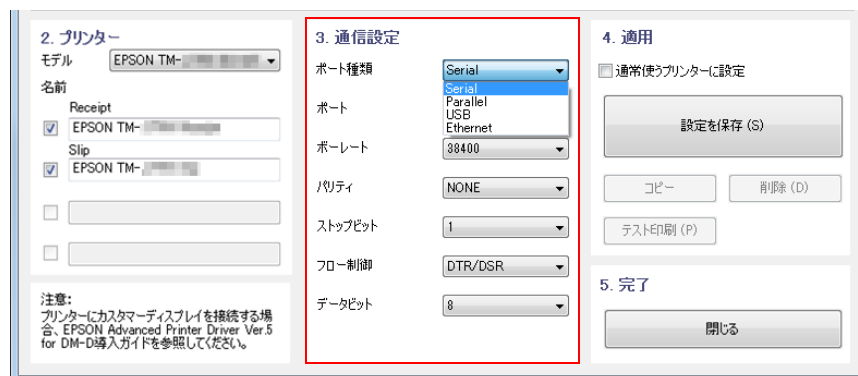 2. プリンター
モデル
EPSON TM-
名前
Receipt
EPSON TM-
Slip
EPSON TM-
注意:
プリンターにカスタマーディスプレイを接続する場
合、EPSON Advanced Printer Driver Ver.5
for DM-D導入ガイドを参照してください。
3. 通信設定
ポート種類
Serial
Serial
Parallel
USB
Ethernet
ポート
ボーレート
38400
パリティ
NONE
ストップビット
1
フロー制御
DTR/DSR
データビット
8
4. 適用
通常使うプリンターに設定
設定を保存 (S)
コピー
削除 (D)
テスト印刷 (P)
5. 完了
閉じる